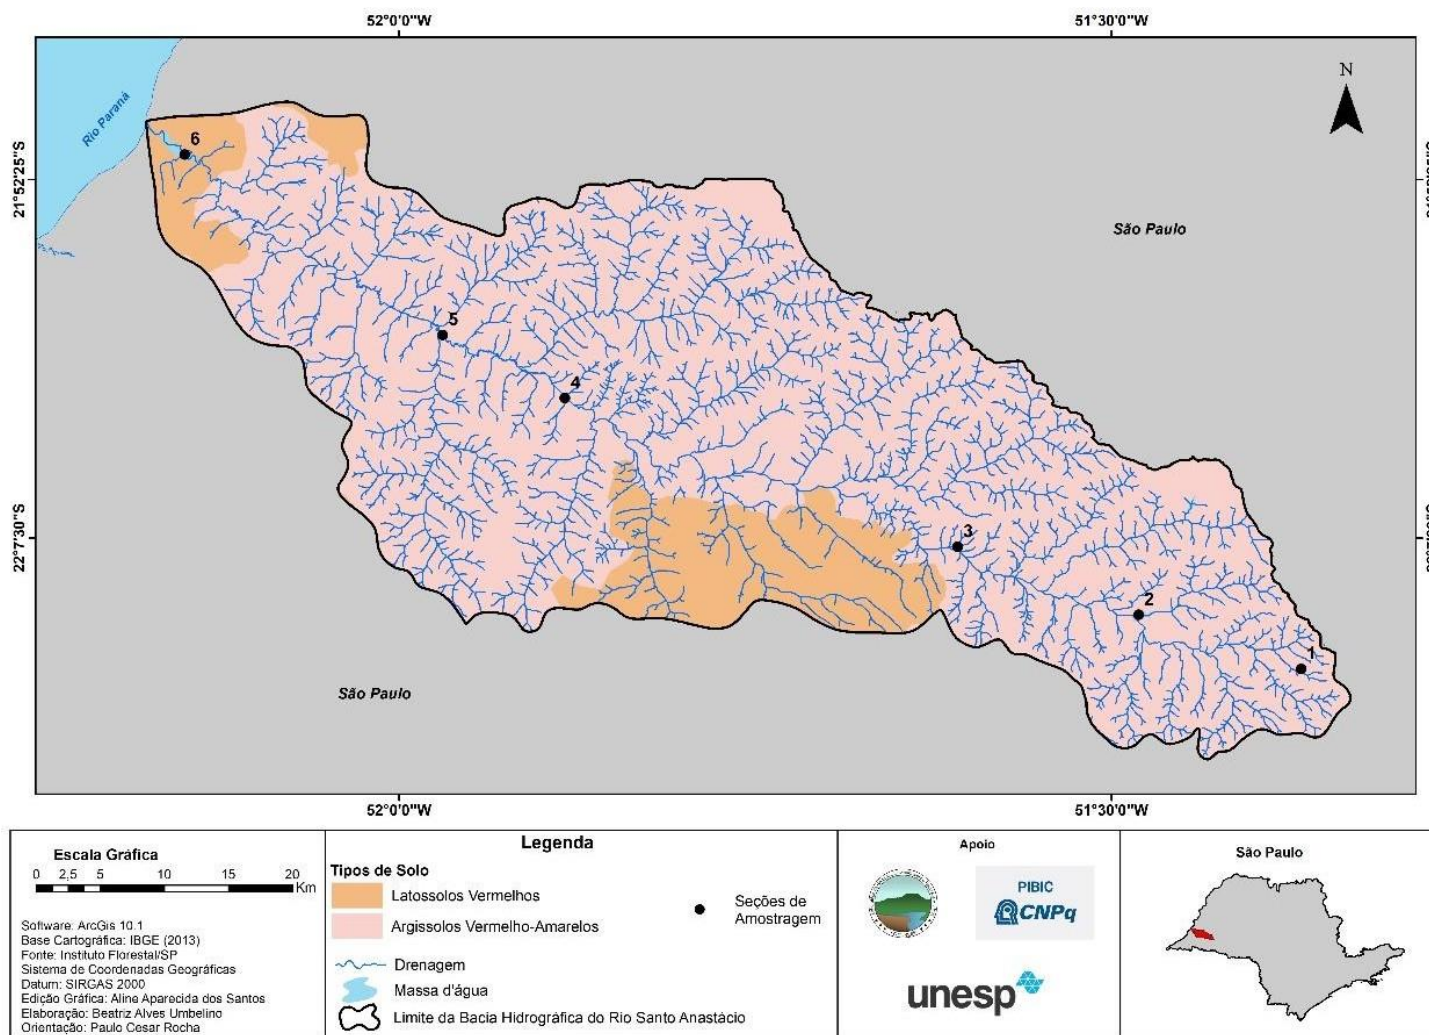 52°0'0"W
51°30'0"W
Rio Paraná
N
6
21°52'25"S
São Paulo
5
4
22°7'30"S
3
2
1
São Paulo
52°0'0"W
51°30'0"W
Escala Gráfica
0 2,5 5 10 15 20
Km
Software: ArcGis 10.1
Base Cartográfica: IBGE (2013)
Fonte: Instituto Florestal/SP
Sistema de Coordenadas Geográficas
Datum: SIRGAS 2000
Edição Gráfica: Aline Aparecida dos Santos
Elaboração: Beatriz Alves Umbelino
Orientação: Paulo Cesar Rocha
Legenda
Tipos de Solo
Latossolos Vermelhos
Argissolos Vermelho-Amarelos
Drenagem
Massa d'água
Limite da Bacia Hidrográfica do Rio Santo Anastácio
Seções de
Amostragem
Apoio
PIBIC
CNPq
unesp
São Paulo